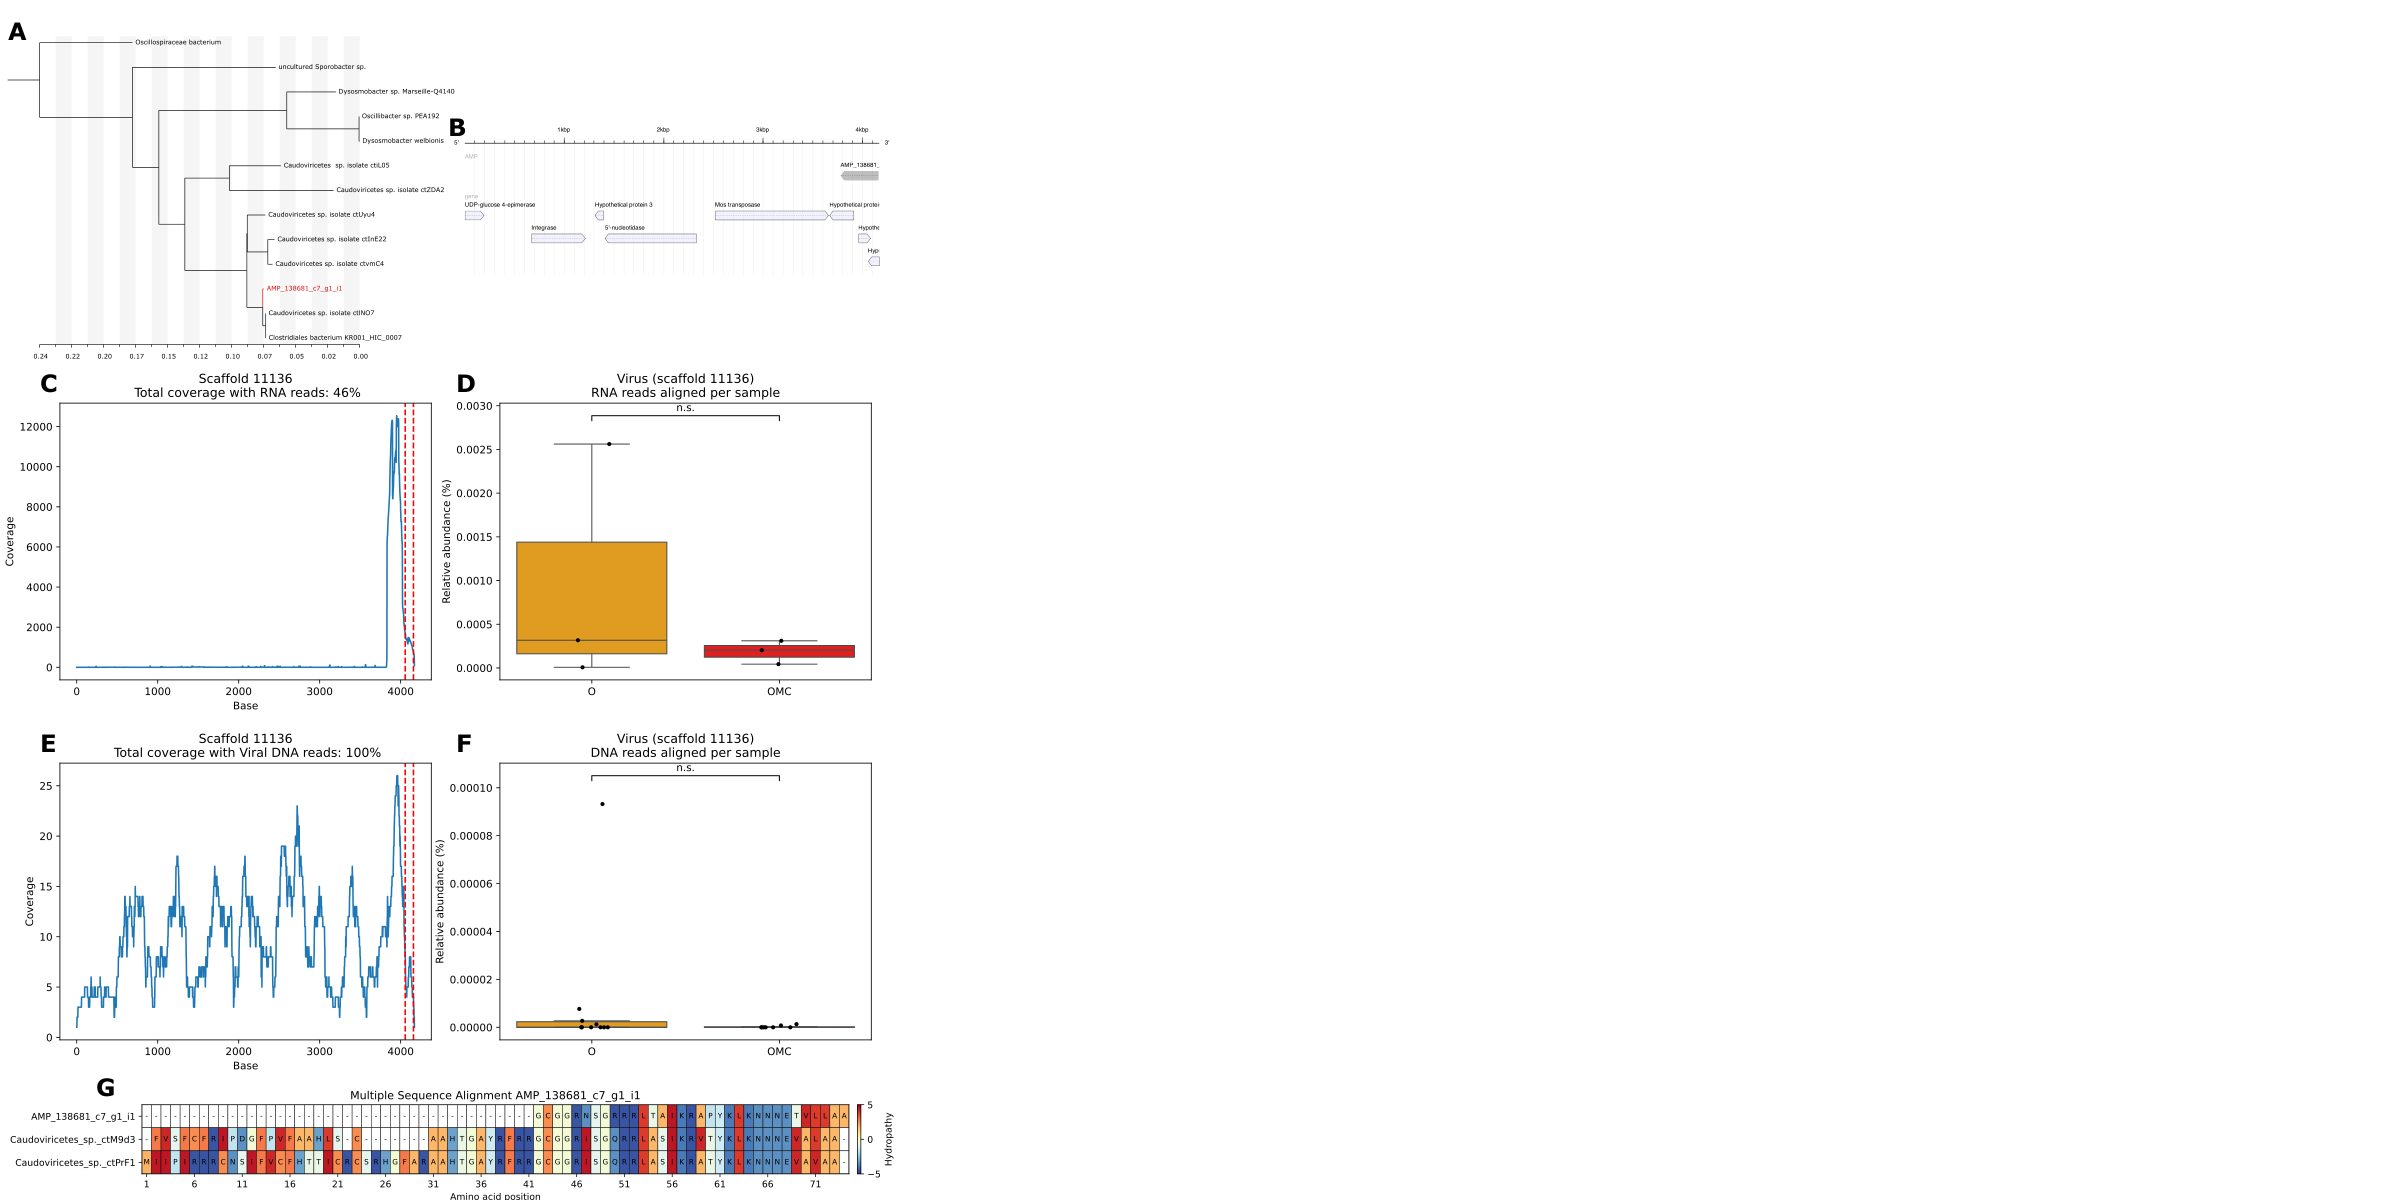 A
Oscillospiraceae bacterium
uncultured Sporobacter sp.
Dysosmobacter sp. Marseille-Q4140
Oscillibacter sp. PEA192
Dysosmobacter welbionis
Caudoviricetes  sp. isolate ctiL05
Caudoviricetes sp. isolate ctZDA2
Caudoviricetes sp. isolate ctUyu4
Caudoviricetes sp. isolate ctInE22
Caudoviricetes sp. isolate ctvmC4
AMP_138681_c7_g1_i1
Caudoviricetes sp. isolate ctINO7
Clostridiales bacterium KR001_HIC_0007
0.24 0.22 0.20 0.17 0.15 0.12 0.10 0.07 0.05 0.02 0.00
B
1kbp 2kbp 3kbp 4kbp
5' 3'
AMP
AMP_138681_
gene
UDP-glucose 4-epimerase Hypothetical protein 3 Mos transposase Hypothetical protei
Integrase 5'-nucleotidase Hypothe
Hyp
C
Scaffold 11136
Total coverage with RNA reads: 46%
Coverage
12000
10000
8000
6000
4000
2000
0
0 1000 2000 3000 4000
Base
D
Virus (scaffold 11136)
RNA reads aligned per sample
n.s.
Relative abundance (%)
0.0030
0.0025
0.0020
0.0015
0.0010
0.0005
0.0000
O OMC
E
Scaffold 11136
Total coverage with Viral DNA reads: 100%
Coverage
25
20
15
10
5
0
0 1000 2000 3000 4000
Base
F
Virus (scaffold 11136)
DNA reads aligned per sample
n.s.
Relative abundance (%)
0.00010
0.00008
0.00006
0.00004
0.00002
0.00000
O OMC
G
Multiple Sequence Alignment AMP_138681_c7_g1_i1
AMP_138681_c7_g1_i1 - - - - - - - - - - - - - - - - - - - - - - - - - - - - - - - - - - - - - - - - - G C G G R N S G R R R L T A I K R A P Y K L K N N N E T V L L A A
Caudoviricetes_sp._ctM9d3 - F V S F C F R I P D G F P V F A A H L S - C - - - - - - - A A H T G A Y R F R R G C G G R I S G Q R R L A S I K R V T Y K L K N N N E V A L A A -
Caudoviricetes_sp._ctPrF1 M I I P I R R R C N S I F V C F H T T I C R C S R H G F A R A A H T G A Y R F R R G C G G R I S G Q R R L A S I K R A T Y K L K N N N E V A V A A -
1 6 11 16 21 26 31 36 41 46 51 56 61 66 71
Amino acid position
5
0
−5
Hydropathy